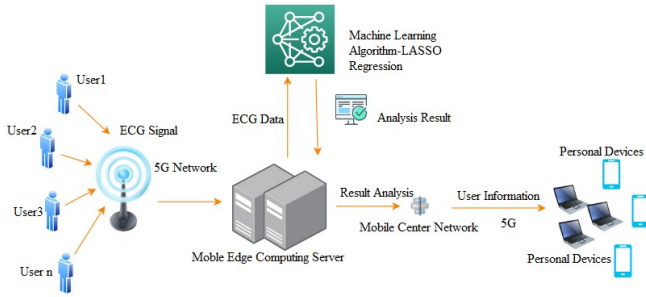 User1
User2
User3
User n
ECG Signal
5G Network
ECG Data
Machine Learning
Algorithm-LASSO
Regression
Analysis Result
Moble Edge Computing Server
Result Analysis
Mobile Center Network
User Information
5G
Personal Devices
Personal Devices